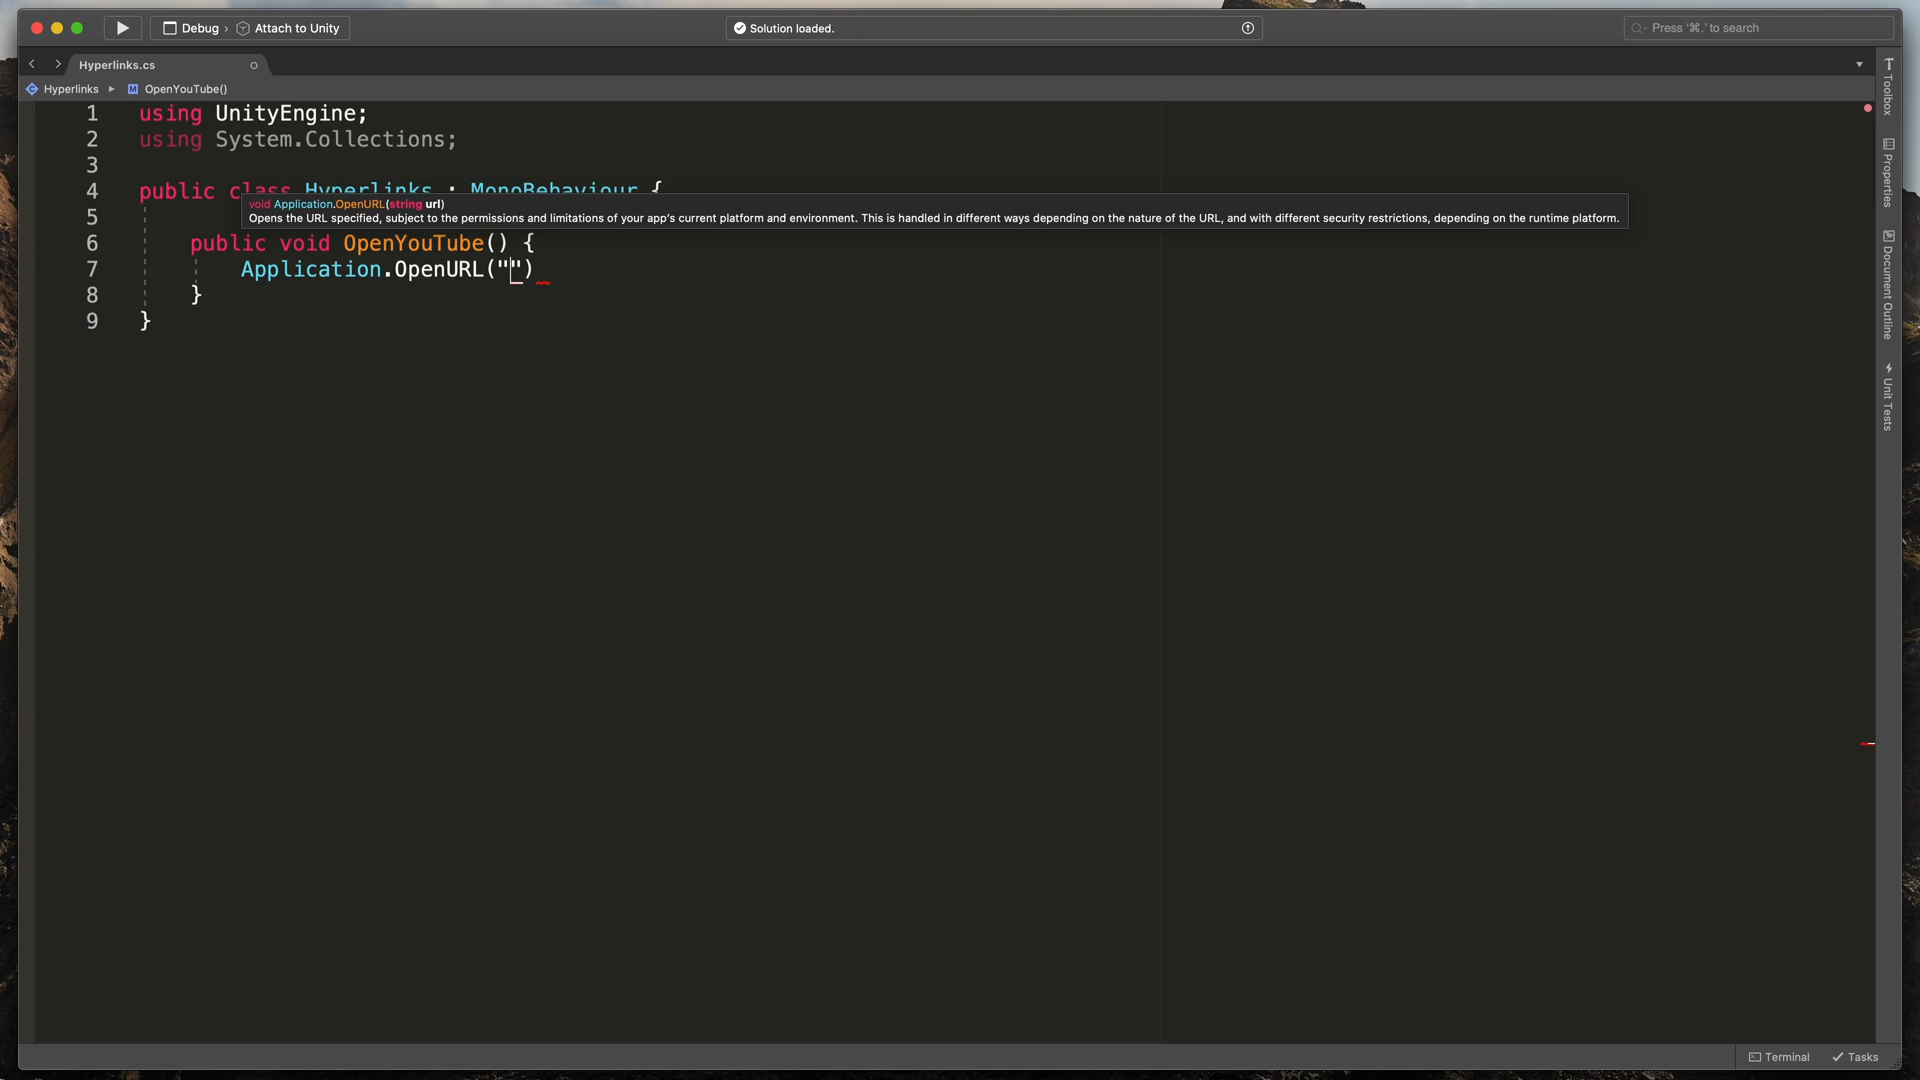 Debug › Attach to Unity
Solution loaded.
Press '⌘.' to search
Hyperlinks.cs
Hyperlinks ▸ M OpenYouTube()
1 using UnityEngine;
2 using System.Collections;
3
4 public class Hyperlinks : MonoBehaviour {
void Application.OpenURL(string url)
Opens the URL specified, subject to the permissions and limitations of your app's current platform and environment. This is handled in different ways depending on the nature of the URL, and with different security restrictions, depending on the runtime platform.
5
6 public void OpenYouTube() {
7 Application.OpenURL("")
8 }
9 }
Toolbox
Properties
Document Outline
Unit Tests
Terminal
Tasks